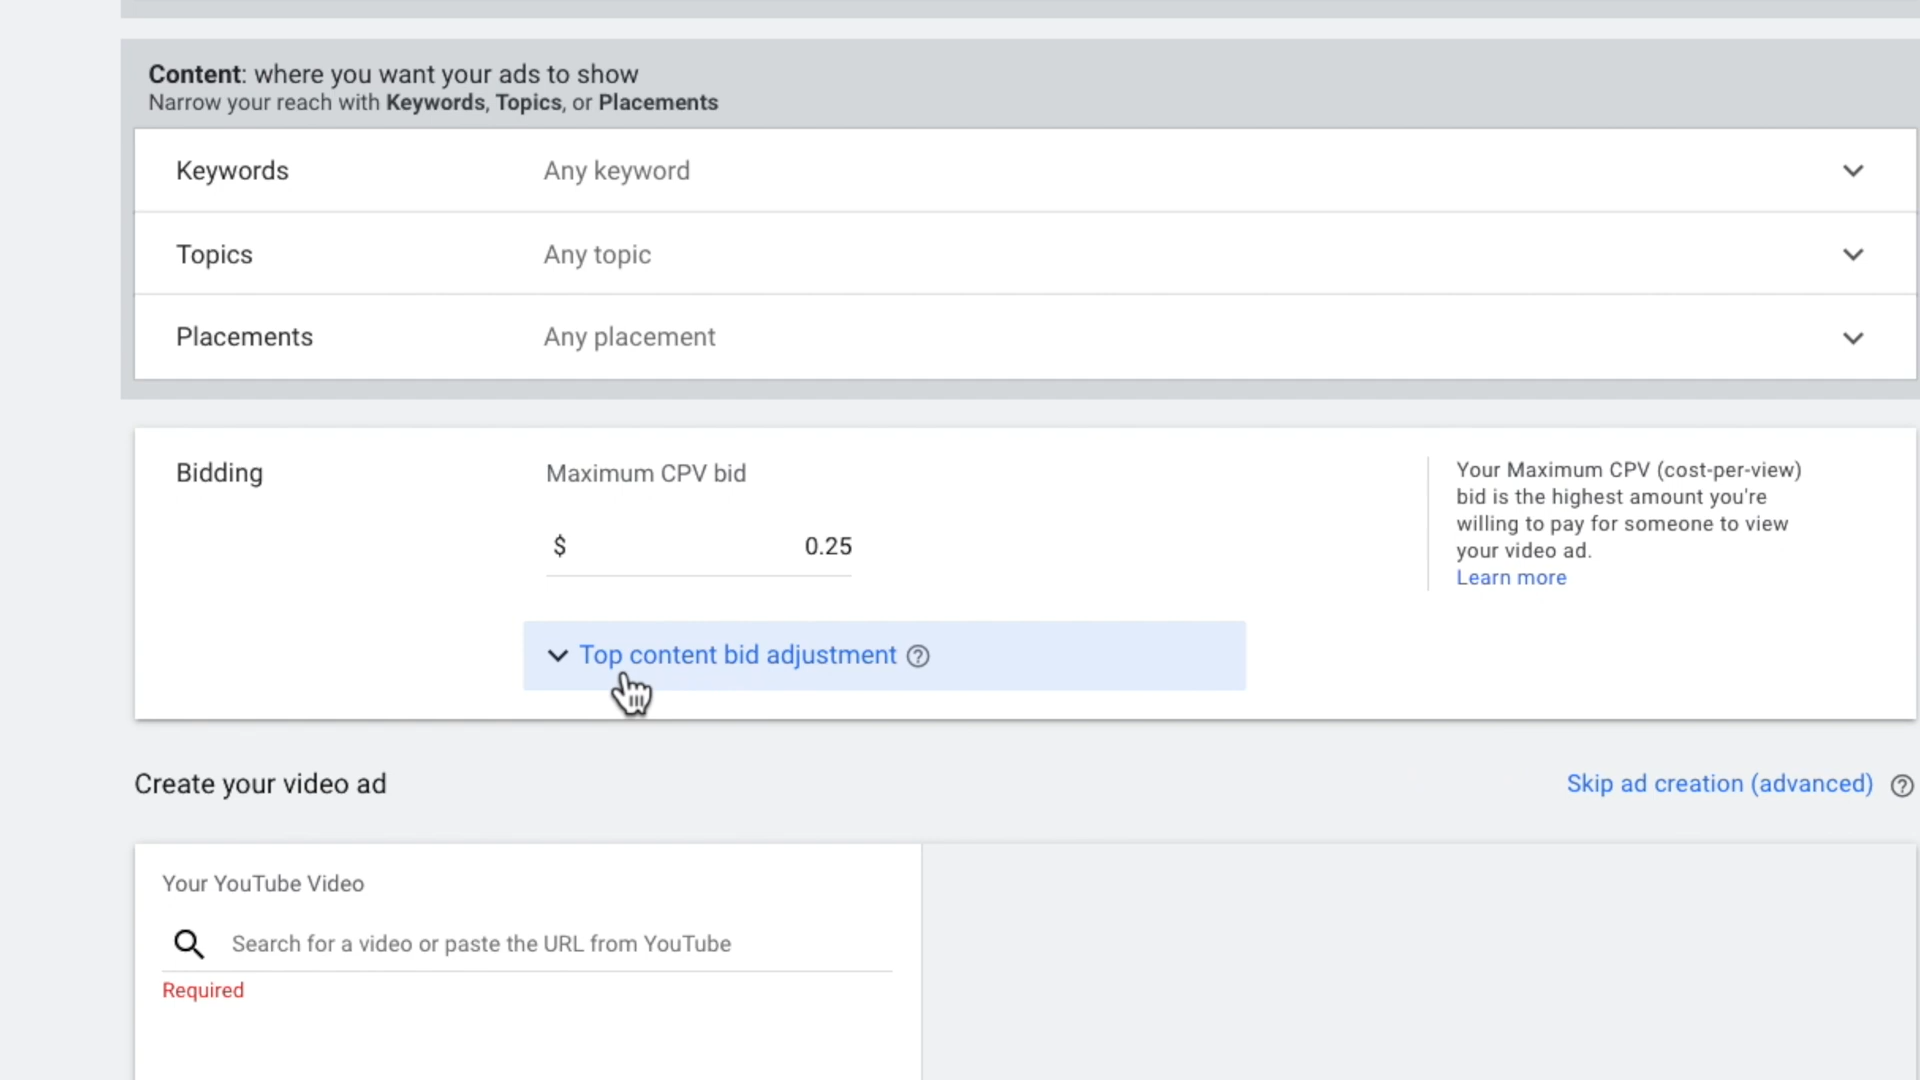 Content: where you want your ads to show
Narrow your reach with Keywords, Topics, or Placements
Keywords Any keyword
Topics Any topic
Placements Any placement
Bidding Maximum CPV bid
$ 0.25
Top content bid adjustment
Your Maximum CPV (cost-per-view)
bid is the highest amount you're
willing to pay for someone to view
your video ad.
Learn more
Create your video ad
Skip ad creation (advanced)
Your YouTube Video
Search for a video or paste the URL from YouTube
Required